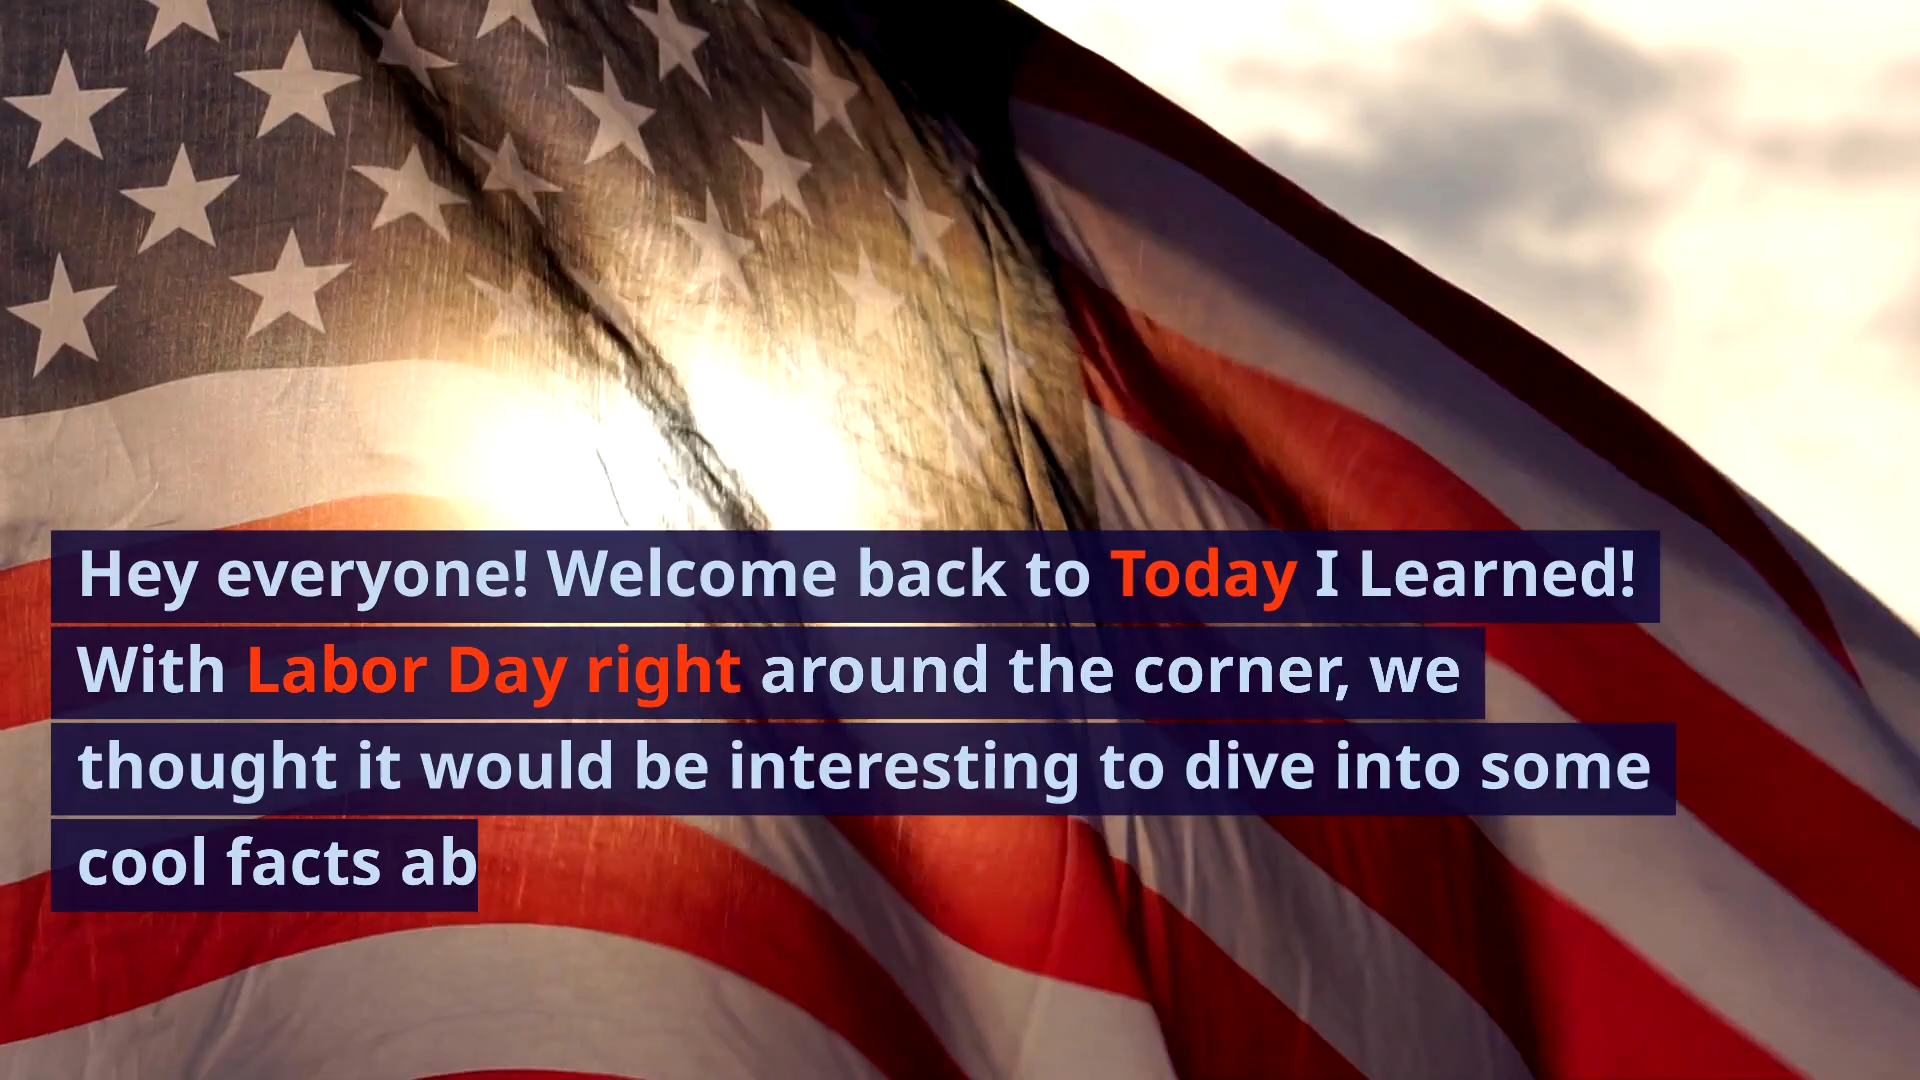 Hey everyone! Welcome back to Today I Learned!
With Labor Day right around the corner, we
thought it would be interesting to dive into some
cool facts ab